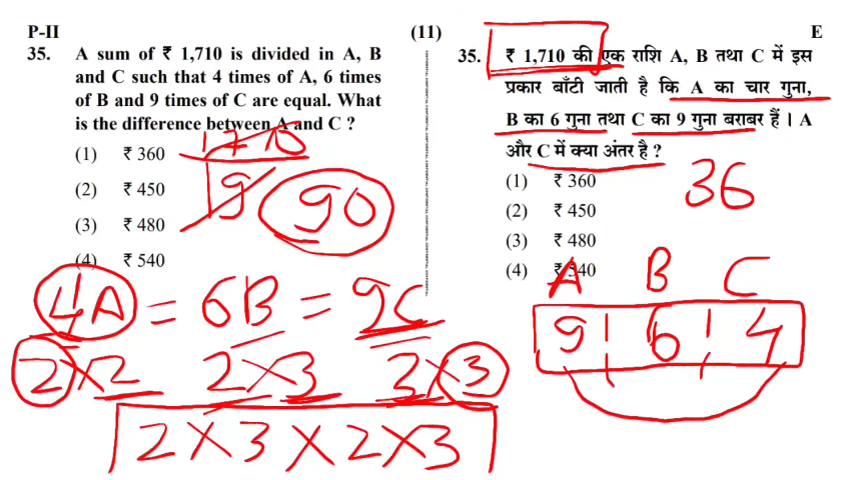 P-II
(11)
E
35. A sum of ₹ 1,710 is divided in A, B
and C such that 4 times of A, 6 times
of B and 9 times of C are equal. What
is the difference between A and C ?
(1) ₹ 360
(2) ₹ 450
(3) ₹ 480
(4) ₹ 540
35. ₹ 1,710 की एक राशि A, B तथा C में इस
प्रकार बाँटी जाती है कि A का चार गुना,
B का 6 गुना तथा C का 9 गुना बराबर हैं । A
और C में क्या अंतर है ?
(1) ₹ 360
(2) ₹ 450
(3) ₹ 480
(4) ₹ 540
1710
19
90
4A = 6B = 9C
2×2 2×3 3×3
2×3×2×3
36
A B C
9 6 4